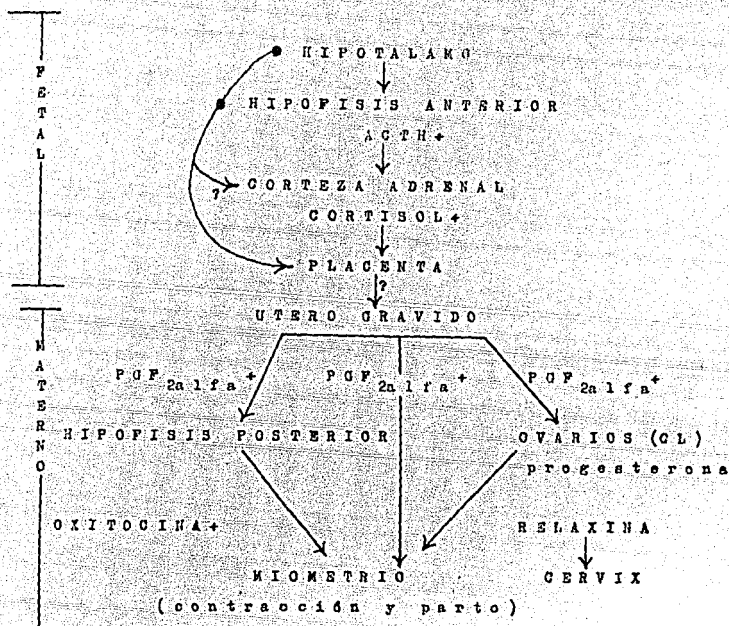 FETAL
HIPOTALAMO
HIPOFISIS ANTERIOR
ACTH+
CORTEZA ADRENAL
?
CORTISOL+
PLACENTA
?
MATERNO
UTERO GRAVIDO
PGF2alfa+ PGF2alfa+ PGF2alfa+
HIPOFISIS POSTERIOR OVARIOS (CL)
progesterona
OXITOCINA+ RELAXINA
MIOMETRIO CERVIX
(contracción y parto)